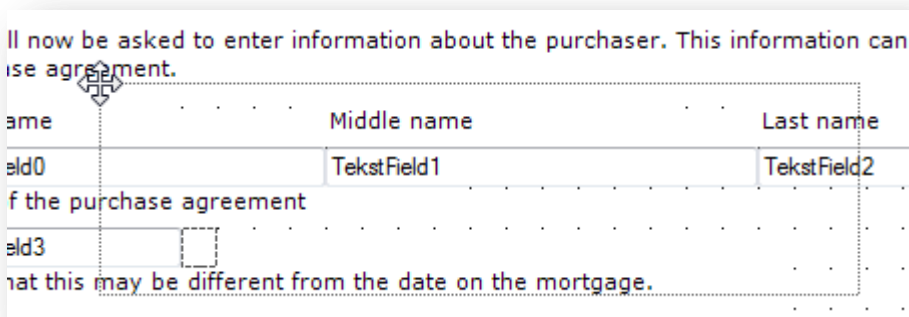 ll now be asked to enter information about the purchaser. This information can
se agreement.
ame Middle name Last name
eld0 TekstField1 TekstField2
f the purchase agreement
eld3
hat this may be different from the date on the mortgage.